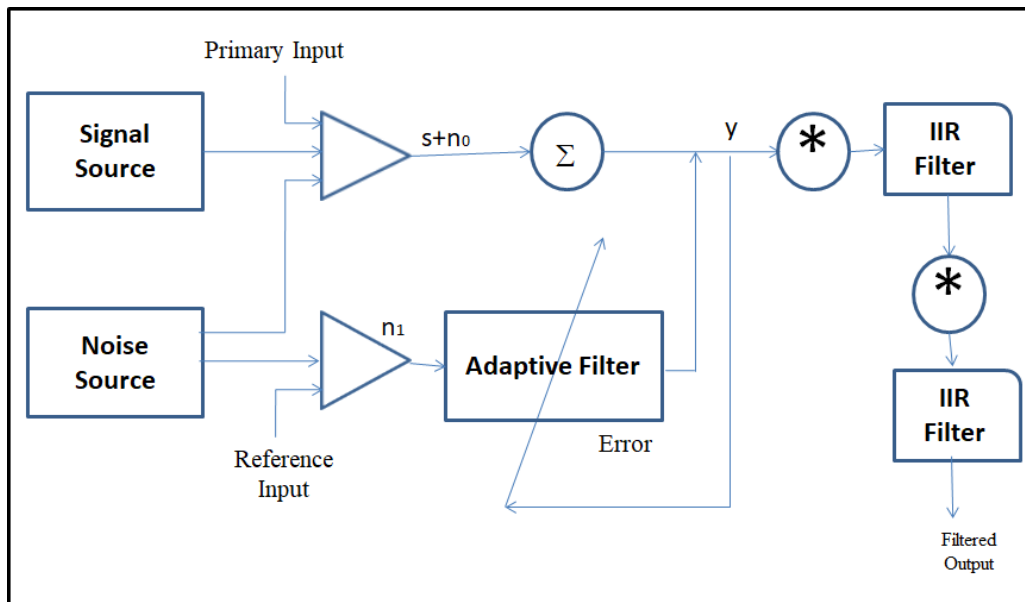 Primary Input
Signal
Source
s+n₀
Σ
y
*
IIR
Filter
*
Noise
Source
n₁
Adaptive Filter
IIR
Filter
Error
Reference
Input
Filtered
Output